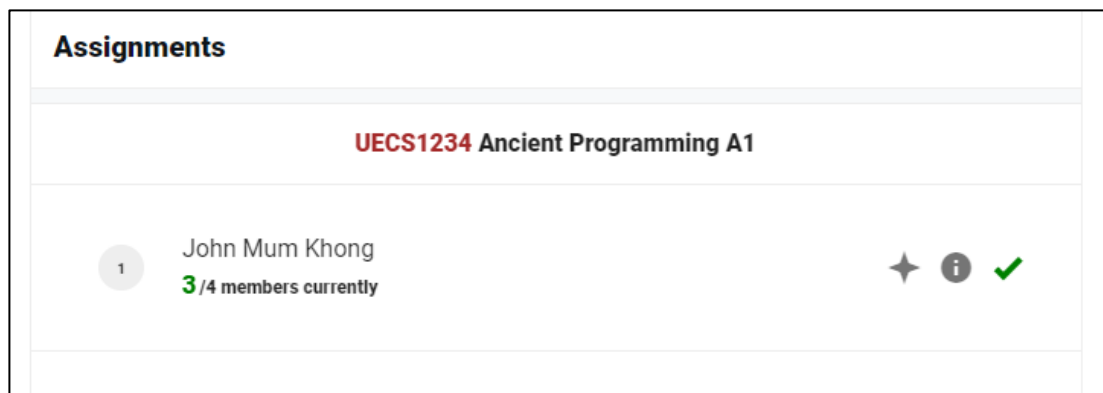 Assignments
UECS1234 Ancient Programming A1
1
John Mum Khong
3/4 members currently